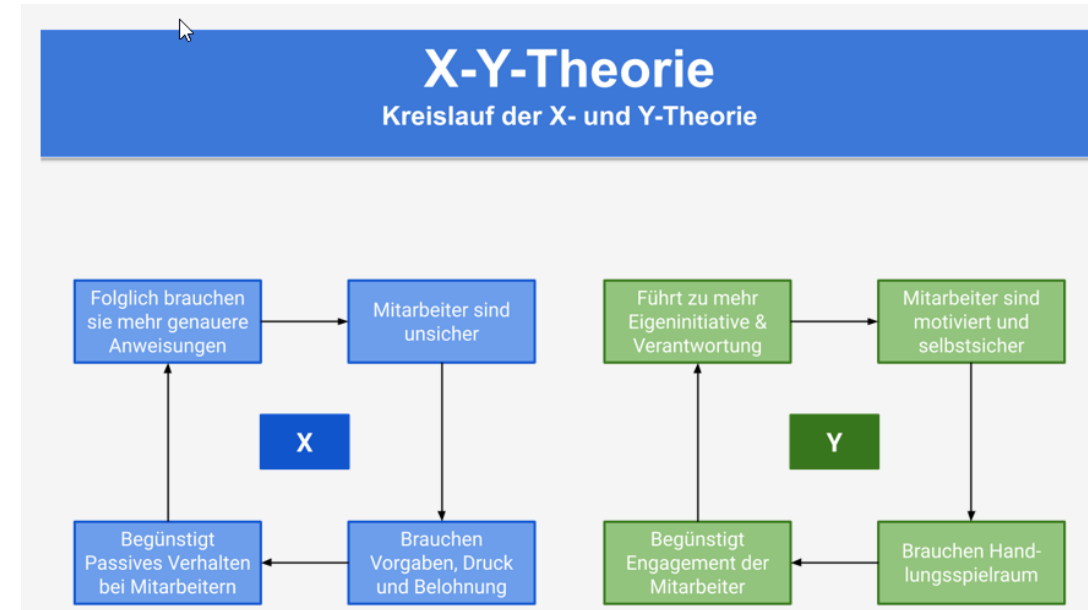 X-Y-Theorie
Kreislauf der X- und Y-Theorie
Folglich brauchen
sie mehr genauere
Anweisungen
Mitarbeiter sind
unsicher
X
Begünstigt
Passives Verhalten
bei Mitarbeitern
Brauchen
Vorgaben, Druck
und Belohnung
Führt zu mehr
Eigeninitiative &
Verantwortung
Mitarbeiter sind
motiviert und
selbstsicher
Y
Begünstigt
Engagement der
Mitarbeiter
Brauchen Hand-
lungsspielraum